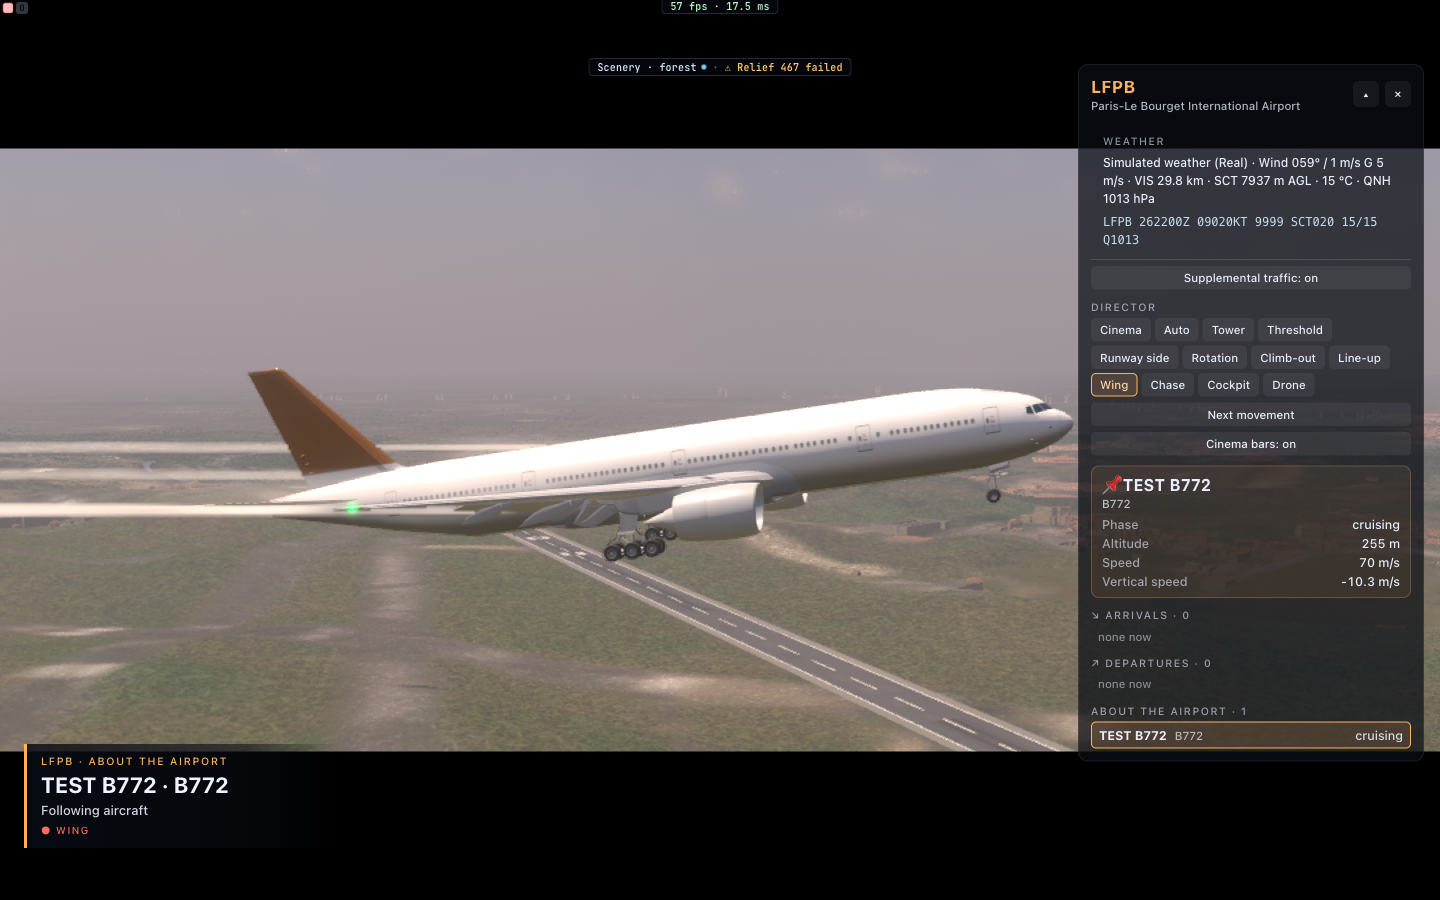 57 fps · 17.5 ms
Scenery · forest · ⚠ Relief 467 failed
LFPB
Paris-Le Bourget International Airport
WEATHER
Simulated weather (Real) · Wind 059° / 1 m/s G 5
m/s · VIS 29.8 km · SCT 7937 m AGL · 15 °C · QNH
1013 hPa
LFPB 262200Z 09020KT 9999 SCT020 15/15
Q1013
Supplemental traffic: on
DIRECTOR
Cinema Auto Tower Threshold
Runway side Rotation Climb-out Line-up
Wing Chase Cockpit Drone
Next movement
Cinema bars: on
📌TEST B772
B772
Phase cruising
Altitude 255 m
Speed 70 m/s
Vertical speed -10.3 m/s
↘ ARRIVALS · 0
none now
↗ DEPARTURES · 0
none now
ABOUT THE AIRPORT · 1
TEST B772 B772 cruising
LFPB · ABOUT THE AIRPORT
TEST B772 · B772
Following aircraft
WING